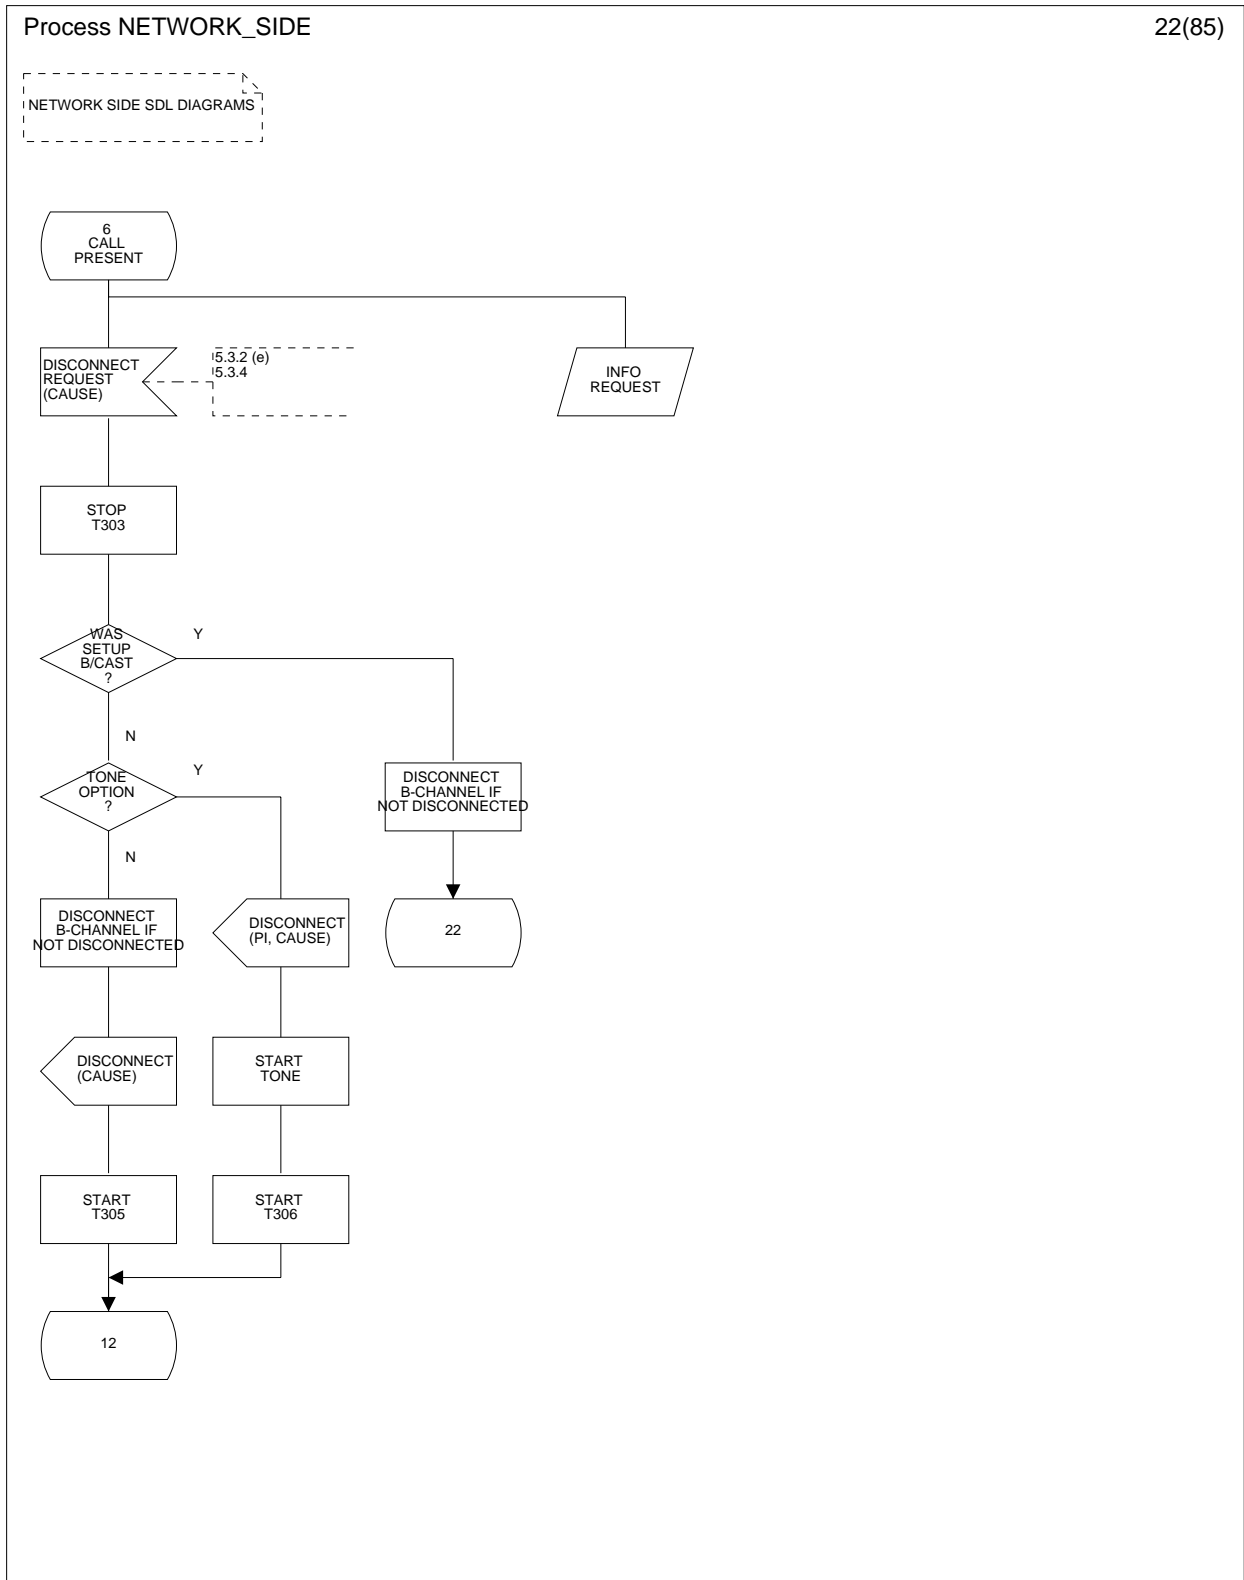 Process NETWORK_SIDE
22(85)
NETWORK SIDE SDL DIAGRAMS
6
CALL
PRESENT
DISCONNECT
REQUEST
(CAUSE)
5.3.2 (e)
5.3.4
INFO
REQUEST
STOP
T303
WAS
SETUP
B/CAST
?
Y
N
TONE
OPTION
?
Y
DISCONNECT
B-CHANNEL IF
NOT DISCONNECTED
N
DISCONNECT
B-CHANNEL IF
NOT DISCONNECTED
DISCONNECT
(PI, CAUSE)
22
DISCONNECT
(CAUSE)
START
TONE
START
T305
START
T306
12